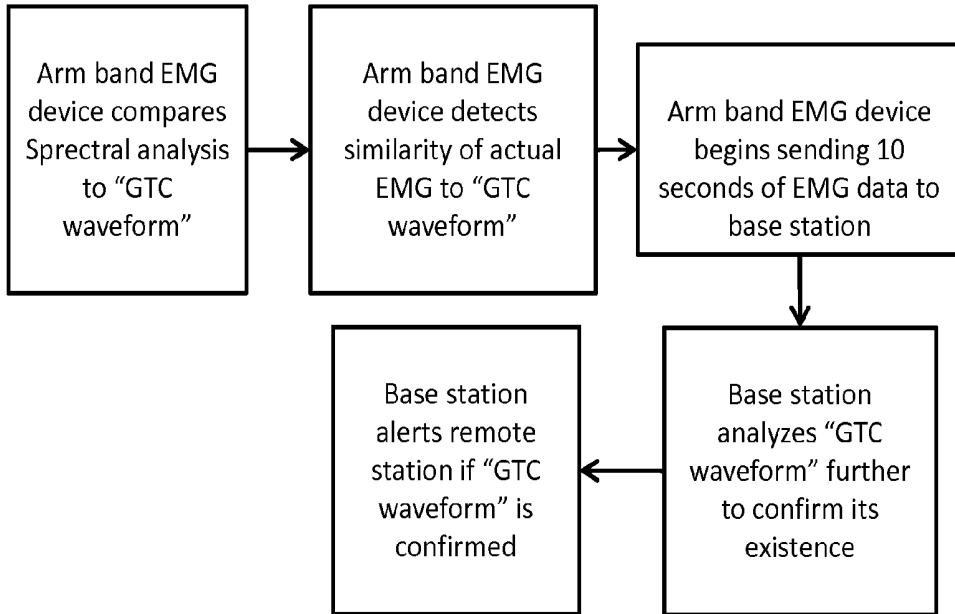 Arm band EMG
device compares
Sprectral analysis
to “GTC
waveform”
Arm band EMG
device detects
similarity of actual
EMG to “GTC
waveform”
Arm band EMG device
begins sending 10
seconds of EMG data to
base station
Base station
analyzes “GTC
waveform” further
to confirm its
existence
Base station
alerts remote
station if “GTC
waveform” is
confirmed